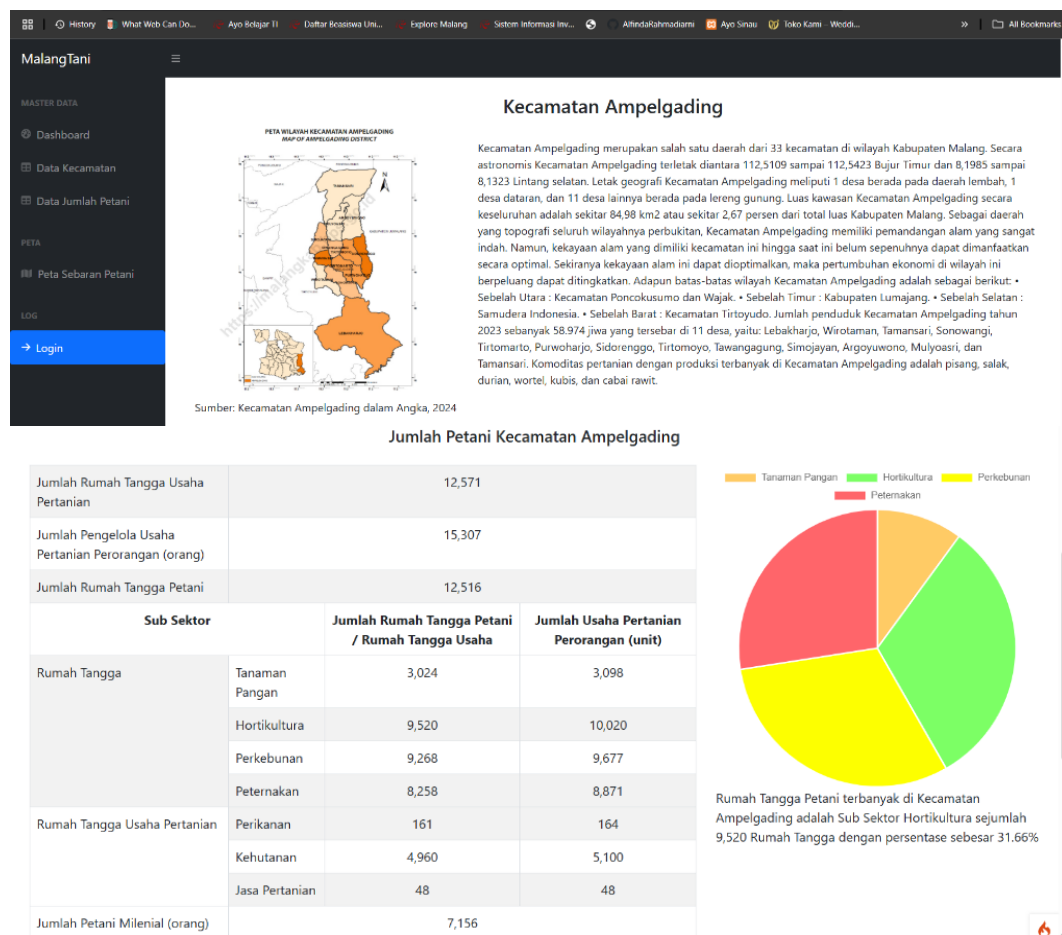 History What Web Can Do... Ayo Belajar TI Daftar Beasiswa Uni... Explore Malang Sistem Informasi Inv... AlfindaRahmadiarni Ayo Sinau Toko Kami – Weddi... » All Bookmarks
MalangTani
MASTER DATA
Dashboard
Data Kecamatan
Data Jumlah Petani
PETA
Peta Sebaran Petani
LOG
Login
Kecamatan Ampelgading
PETA WILAYAH KECAMATAN AMPELGADING
MAP OF AMPELGADING DISTRICT
N
Sumber: Kecamatan Ampelgading dalam Angka, 2024
Kecamatan Ampelgading merupakan salah satu daerah dari 33 kecamatan di wilayah Kabupaten Malang. Secara
astronomis Kecamatan Ampelgading terletak diantara 112,5109 sampai 112,5423 Bujur Timur dan 8,1985 sampai
8,1323 Lintang selatan. Letak geografi Kecamatan Ampelgading meliputi 1 desa berada pada daerah lembah, 1
desa dataran, dan 11 desa lainnya berada pada lereng gunung. Luas kawasan Kecamatan Ampelgading secara
keseluruhan adalah sekitar 84,98 km2 atau sekitar 2,67 persen dari total luas Kabupaten Malang. Sebagai daerah
yang topografi seluruh wilayahnya perbukitan, Kecamatan Ampelgading memiliki pemandangan alam yang sangat
indah. Namun, kekayaan alam yang dimiliki kecamatan ini hingga saat ini belum sepenuhnya dapat dimanfaatkan
secara optimal. Sekiranya kekayaan alam ini dapat dioptimalkan, maka pertumbuhan ekonomi di wilayah ini
berpeluang dapat ditingkatkan. Adapun batas-batas wilayah Kecamatan Ampelgading adalah sebagai berikut: •
Sebelah Utara : Kecamatan Poncokusumo dan Wajak. • Sebelah Timur : Kabupaten Lumajang. • Sebelah Selatan :
Samudera Indonesia. • Sebelah Barat : Kecamatan Tirtoyudo. Jumlah penduduk Kecamatan Ampelgading tahun
2023 sebanyak 58.974 jiwa yang tersebar di 11 desa, yaitu: Lebakharjo, Wirotaman, Tamansari, Sonowangi,
Tirtomarto, Purwoharjo, Sidorenggo, Tirtomoyo, Tawangagung, Simojayan, Argoyuwono, Mulyoasri, dan
Tamansari. Komoditas pertanian dengan produksi terbanyak di Kecamatan Ampelgading adalah pisang, salak,
durian, wortel, kubis, dan cabai rawit.
Jumlah Petani Kecamatan Ampelgading
Jumlah Rumah Tangga Usaha
Pertanian
12,571
Jumlah Pengelola Usaha
Pertanian Perorangan (orang)
15,307
Jumlah Rumah Tangga Petani 12,516
Sub Sektor
Jumlah Rumah Tangga Petani
/ Rumah Tangga Usaha
Jumlah Usaha Pertanian
Perorangan (unit)
Rumah Tangga
Tanaman
Pangan
3,024 3,098
Hortikultura 9,520 10,020
Perkebunan 9,268 9,677
Peternakan 8,258 8,871
Rumah Tangga Usaha Pertanian Perikanan 161 164
Kehutanan 4,960 5,100
Jasa Pertanian 48 48
Jumlah Petani Milenial (orang) 7,156
Tanaman Pangan Hortikultura Perkebunan
Peternakan
Rumah Tangga Petani terbanyak di Kecamatan
Ampelgading adalah Sub Sektor Hortikultura sejumlah
9,520 Rumah Tangga dengan persentase sebesar 31.66%